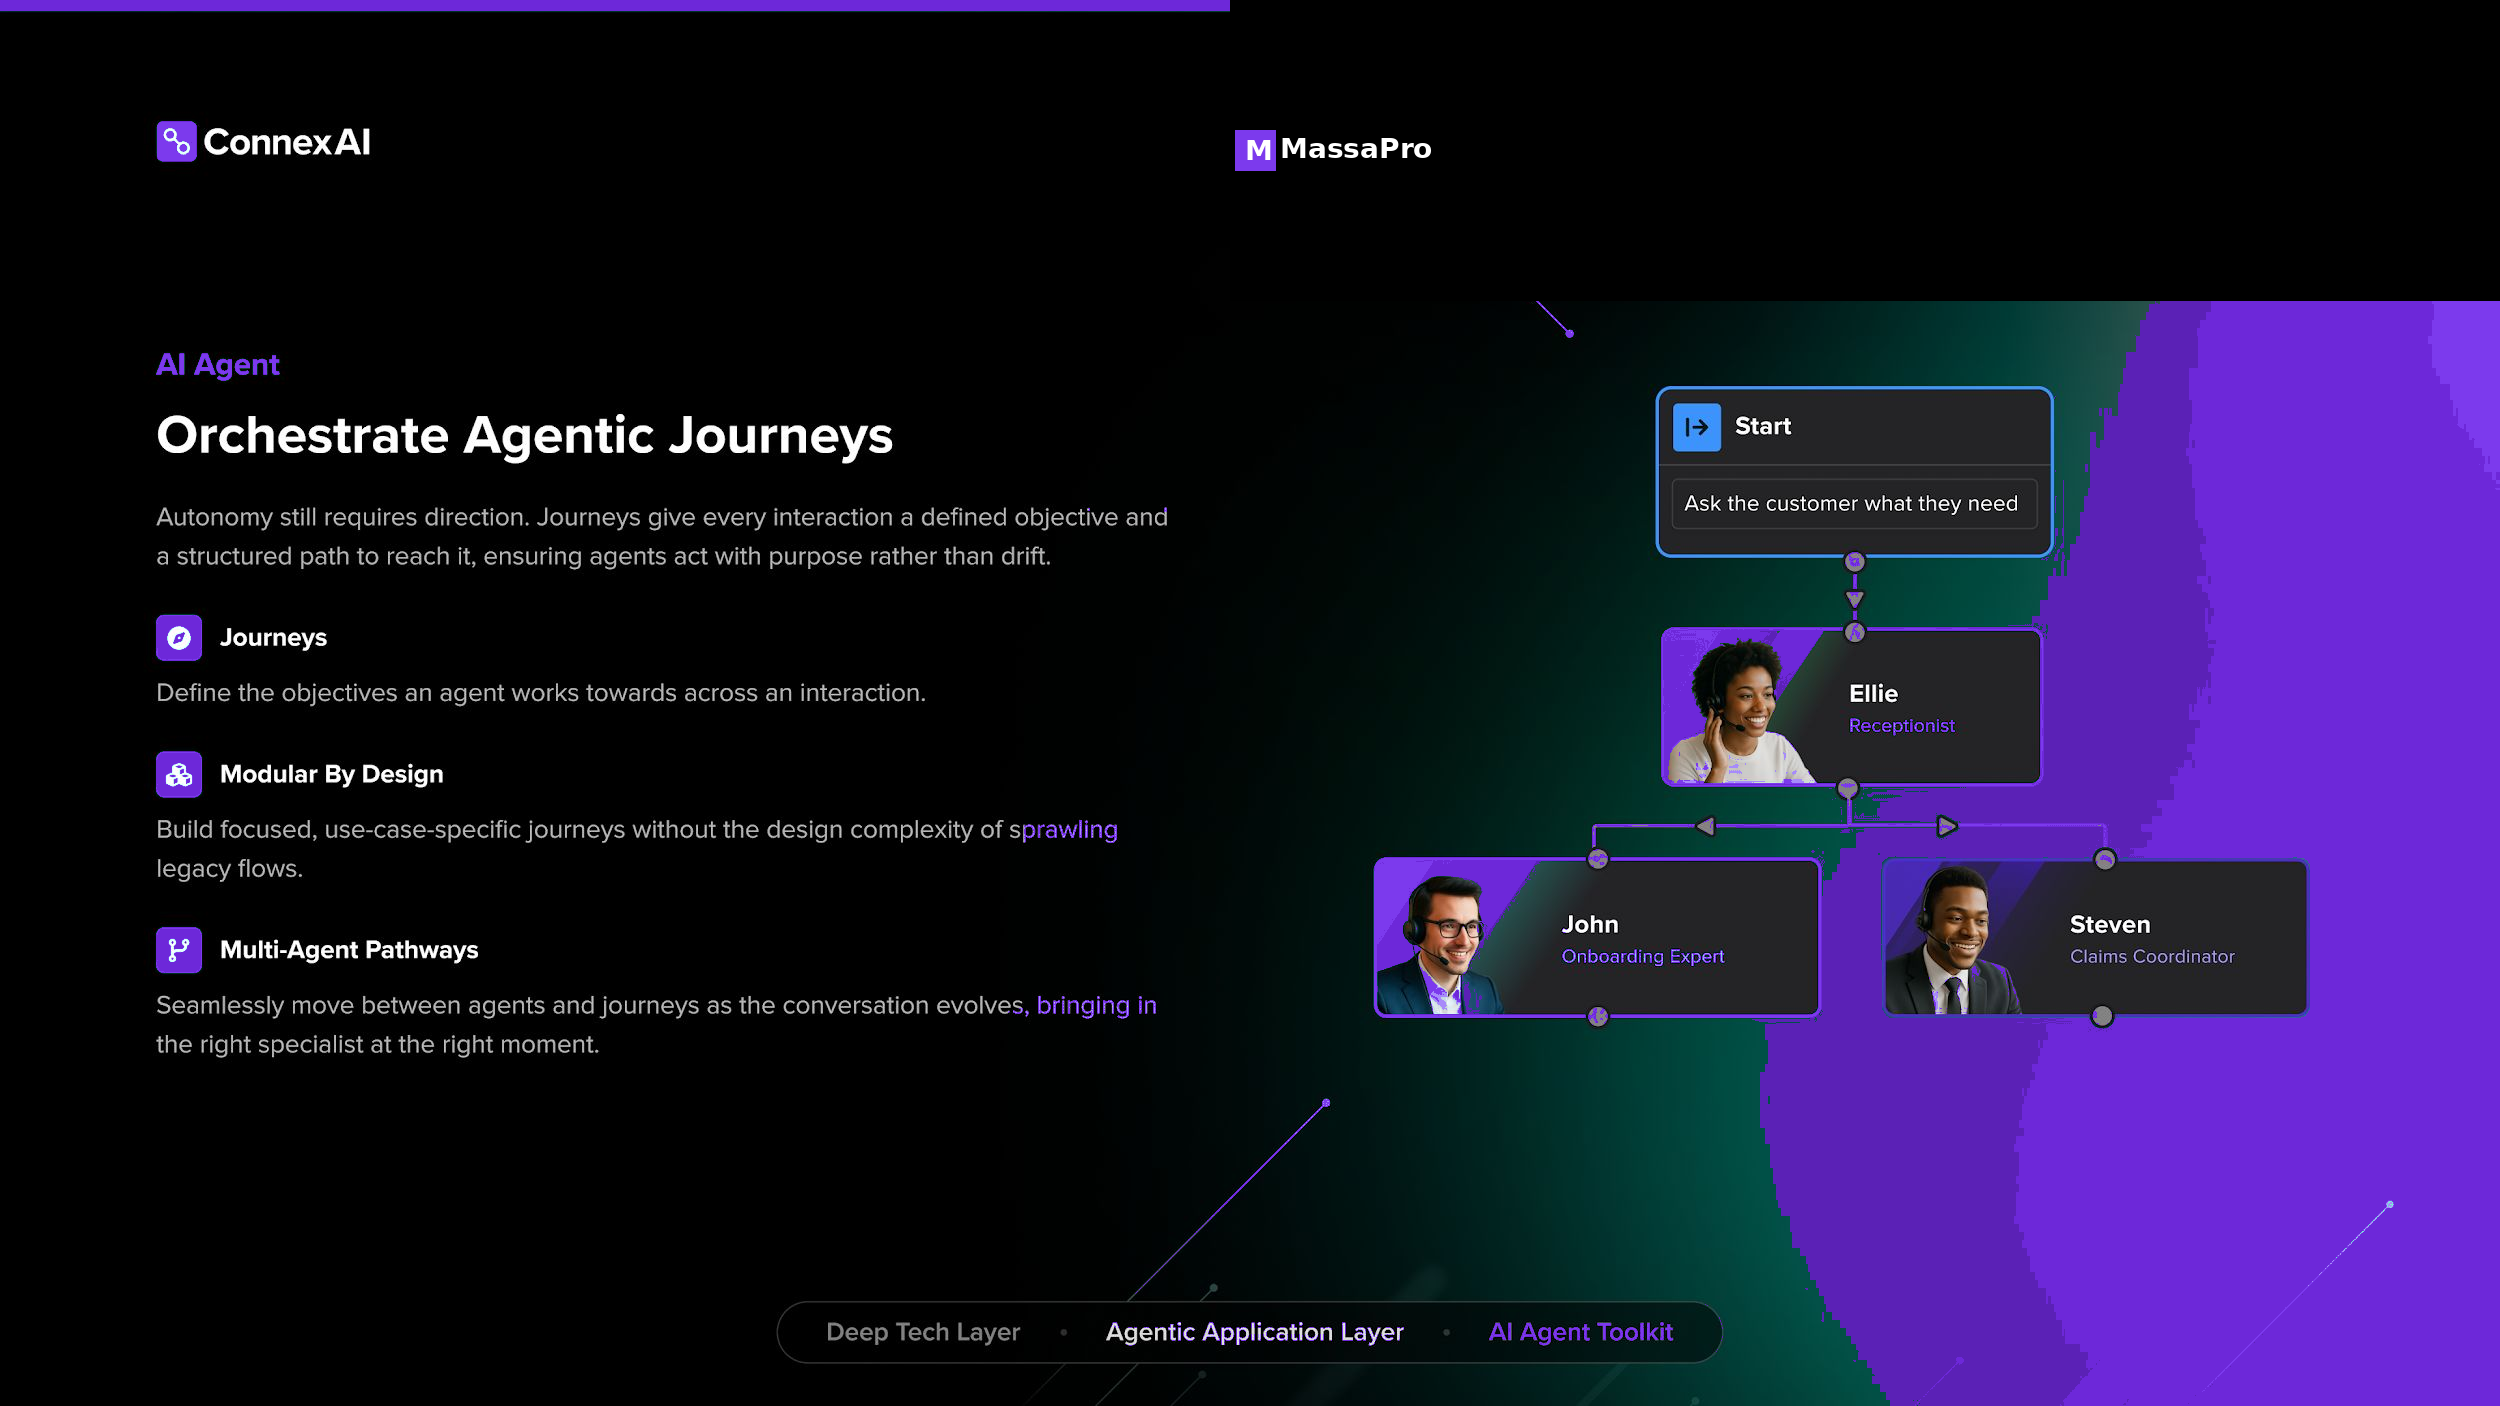 ConnexAI
M MassaPro
AI Agent
Orchestrate Agentic Journeys
Autonomy still requires direction. Journeys give every interaction a defined objective and
a structured path to reach it, ensuring agents act with purpose rather than drift.
Journeys
Define the objectives an agent works towards across an interaction.
Modular By Design
Build focused, use-case-specific journeys without the design complexity of sprawling
legacy flows.
Multi-Agent Pathways
Seamlessly move between agents and journeys as the conversation evolves, bringing in
the right specialist at the right moment.
Start
Ask the customer what they need
Ellie
Receptionist
John
Onboarding Expert
Steven
Claims Coordinator
Deep Tech Layer • Agentic Application Layer • AI Agent Toolkit